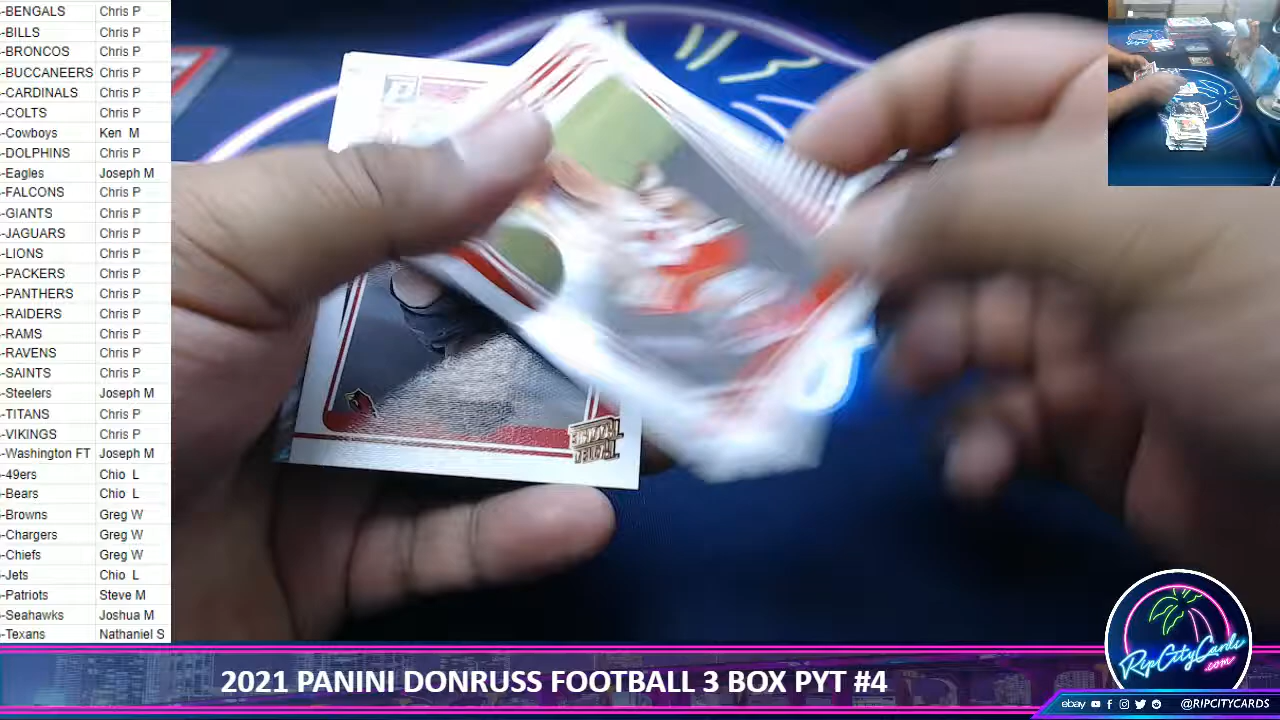 -BENGALS Chris P
-BILLS Chris P
-BRONCOS Chris P
-BUCCANEERS Chris P
-CARDINALS Chris P
-COLTS Chris P
-Cowboys Ken M
-DOLPHINS Chris P
-Eagles Joseph M
-FALCONS Chris P
-GIANTS Chris P
-JAGUARS Chris P
-LIONS Chris P
-PACKERS Chris P
-PANTHERS Chris P
-RAIDERS Chris P
-RAMS Chris P
-RAVENS Chris P
-SAINTS Chris P
-Steelers Joseph M
-TITANS Chris P
-VIKINGS Chris P
-Washington FT Joseph M
-49ers Chio L
-Bears Chio L
-Browns Greg W
-Chargers Greg W
-Chiefs Greg W
-Jets Chio L
-Patriots Steve M
-Seahawks Joshua M
-Texans Nathaniel S
RipCityCards
.com
2021 PANINI DONRUSS FOOTBALL 3 BOX PYT #4
ebay @RIPCITYCARDS